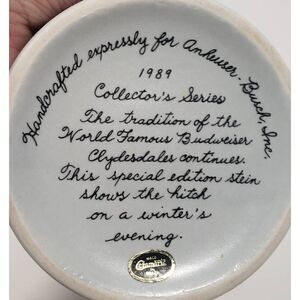 Handcrafted expressly for Anheuser-Busch, Inc.
1989
Collector's Series
The tradition of the
World Famous Budweiser
Clydesdales continues.
This special edition stein
shows the hitch
on a winter's
evening.